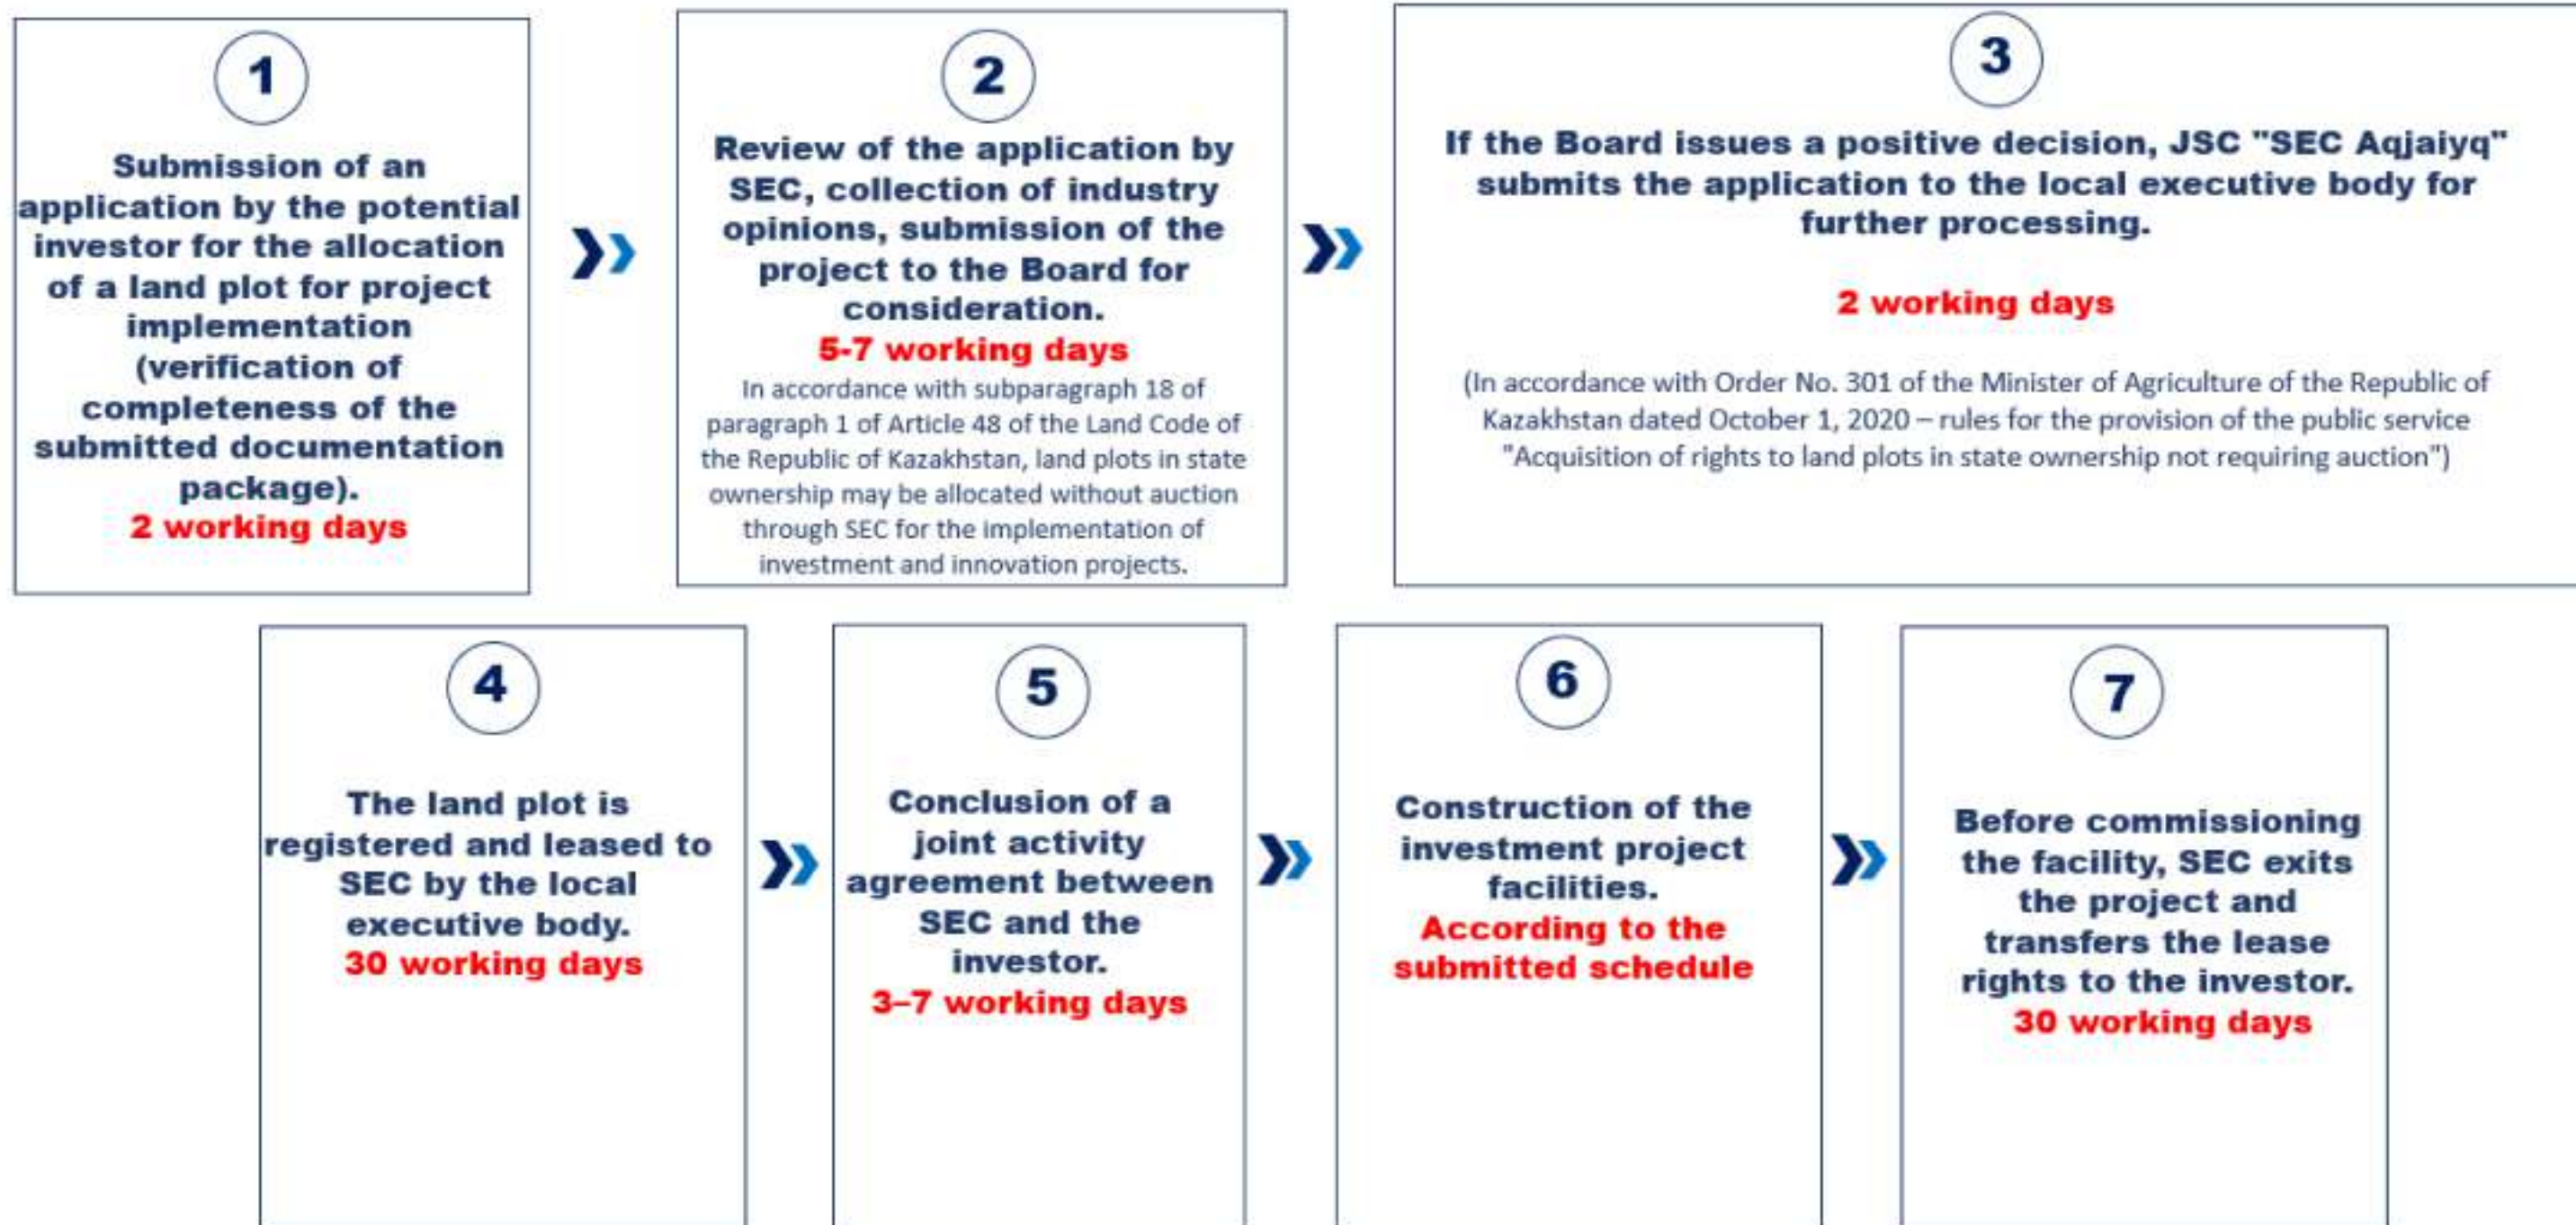 1
Submission of an
application by the potential
investor for the allocation
of a land plot for project
implementation
(verification of
completeness of the
submitted documentation
package).
2 working days
2
Review of the application by
SEC, collection of industry
opinions, submission of the
project to the Board for
consideration.
5-7 working days
In accordance with subparagraph 18 of
paragraph 1 of Article 48 of the Land Code of
the Republic of Kazakhstan, land plots in state
ownership may be allocated without auction
through SEC for the implementation of
investment and innovation projects.
3
If the Board issues a positive decision, JSC "SEC Aqjaiyq"
submits the application to the local executive body for
further processing.
2 working days
(In accordance with Order No. 301 of the Minister of Agriculture of the Republic of
Kazakhstan dated October 1, 2020 – rules for the provision of the public service
"Acquisition of rights to land plots in state ownership not requiring auction")
4
The land plot is
registered and leased to
SEC by the local
executive body.
30 working days
5
Conclusion of a
joint activity
agreement between
SEC and the
investor.
3–7 working days
6
Construction of the
investment project
facilities.
According to the
submitted schedule
7
Before commissioning
the facility, SEC exits
the project and
transfers the lease
rights to the investor.
30 working days